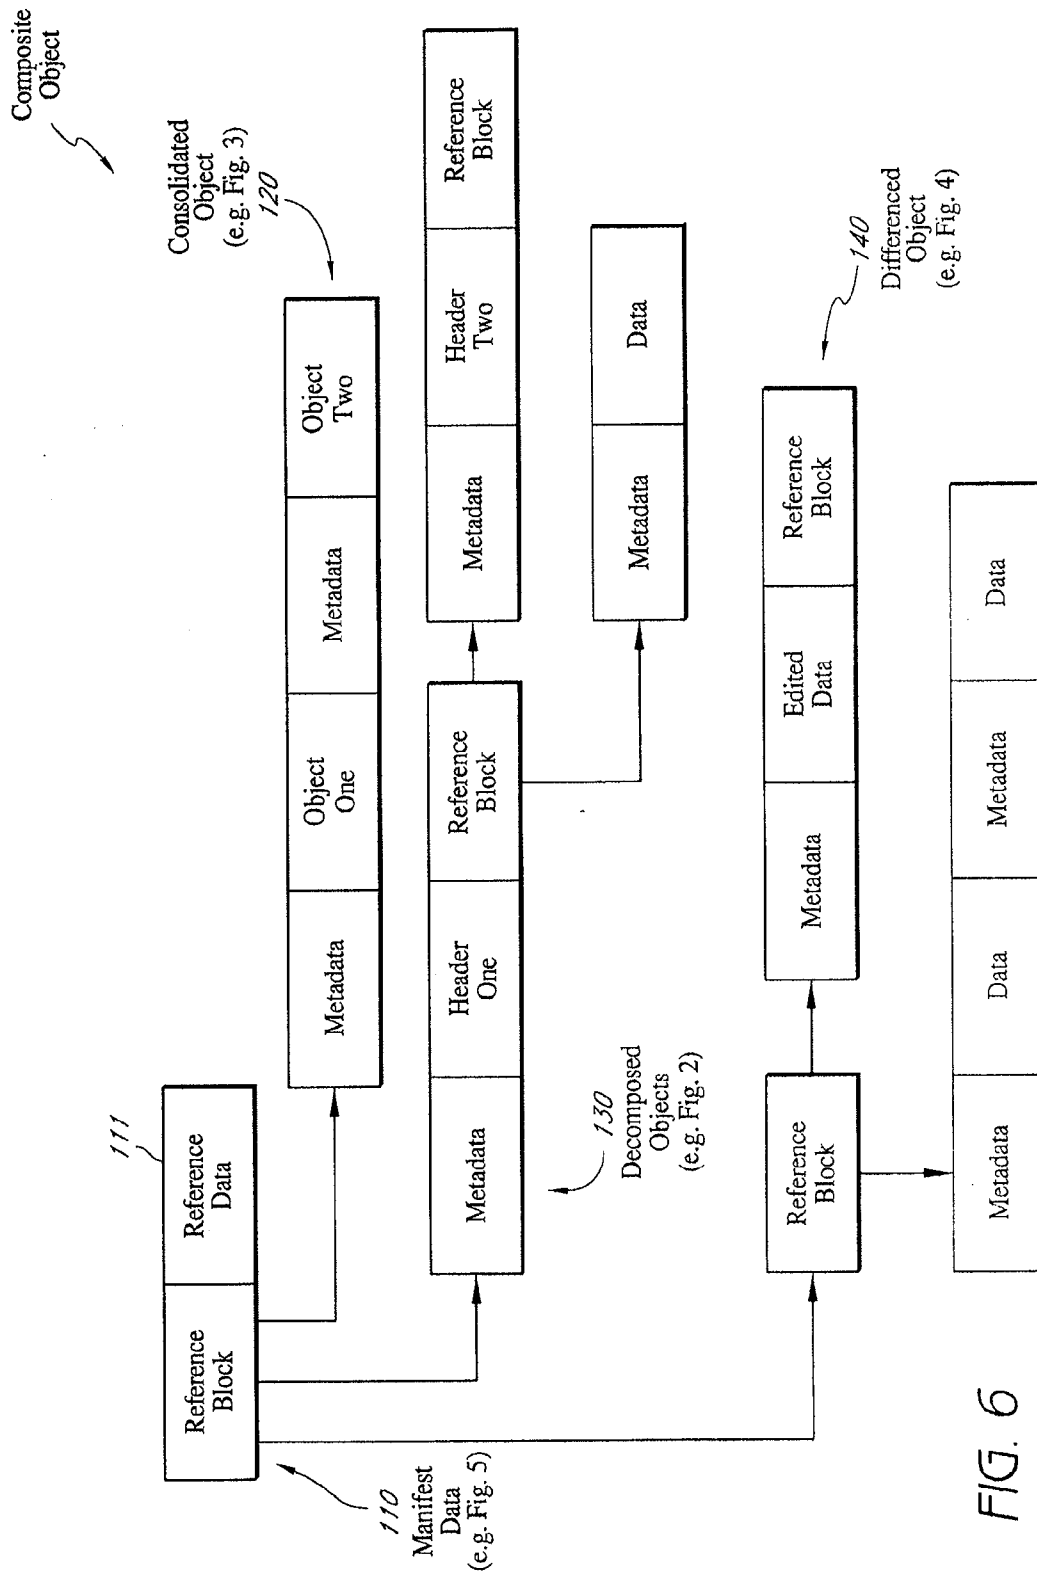 Composite
Object
Consolidated
Object
(e.g. Fig. 3)
120
111
Reference
Block
Reference
Data
110
Manifest
Data
(e.g. Fig. 5)
Metadata
Object
One
Metadata
Object
Two
Metadata
Header
One
Reference
Block
Metadata
Header
Two
Reference
Block
130
Decomposed
Objects
(e.g. Fig. 2)
Metadata
Data
140
Differenced
Object
(e.g. Fig. 4)
Reference
Block
Metadata
Edited
Data
Reference
Block
Metadata
Data
Metadata
Data
FIG. 6